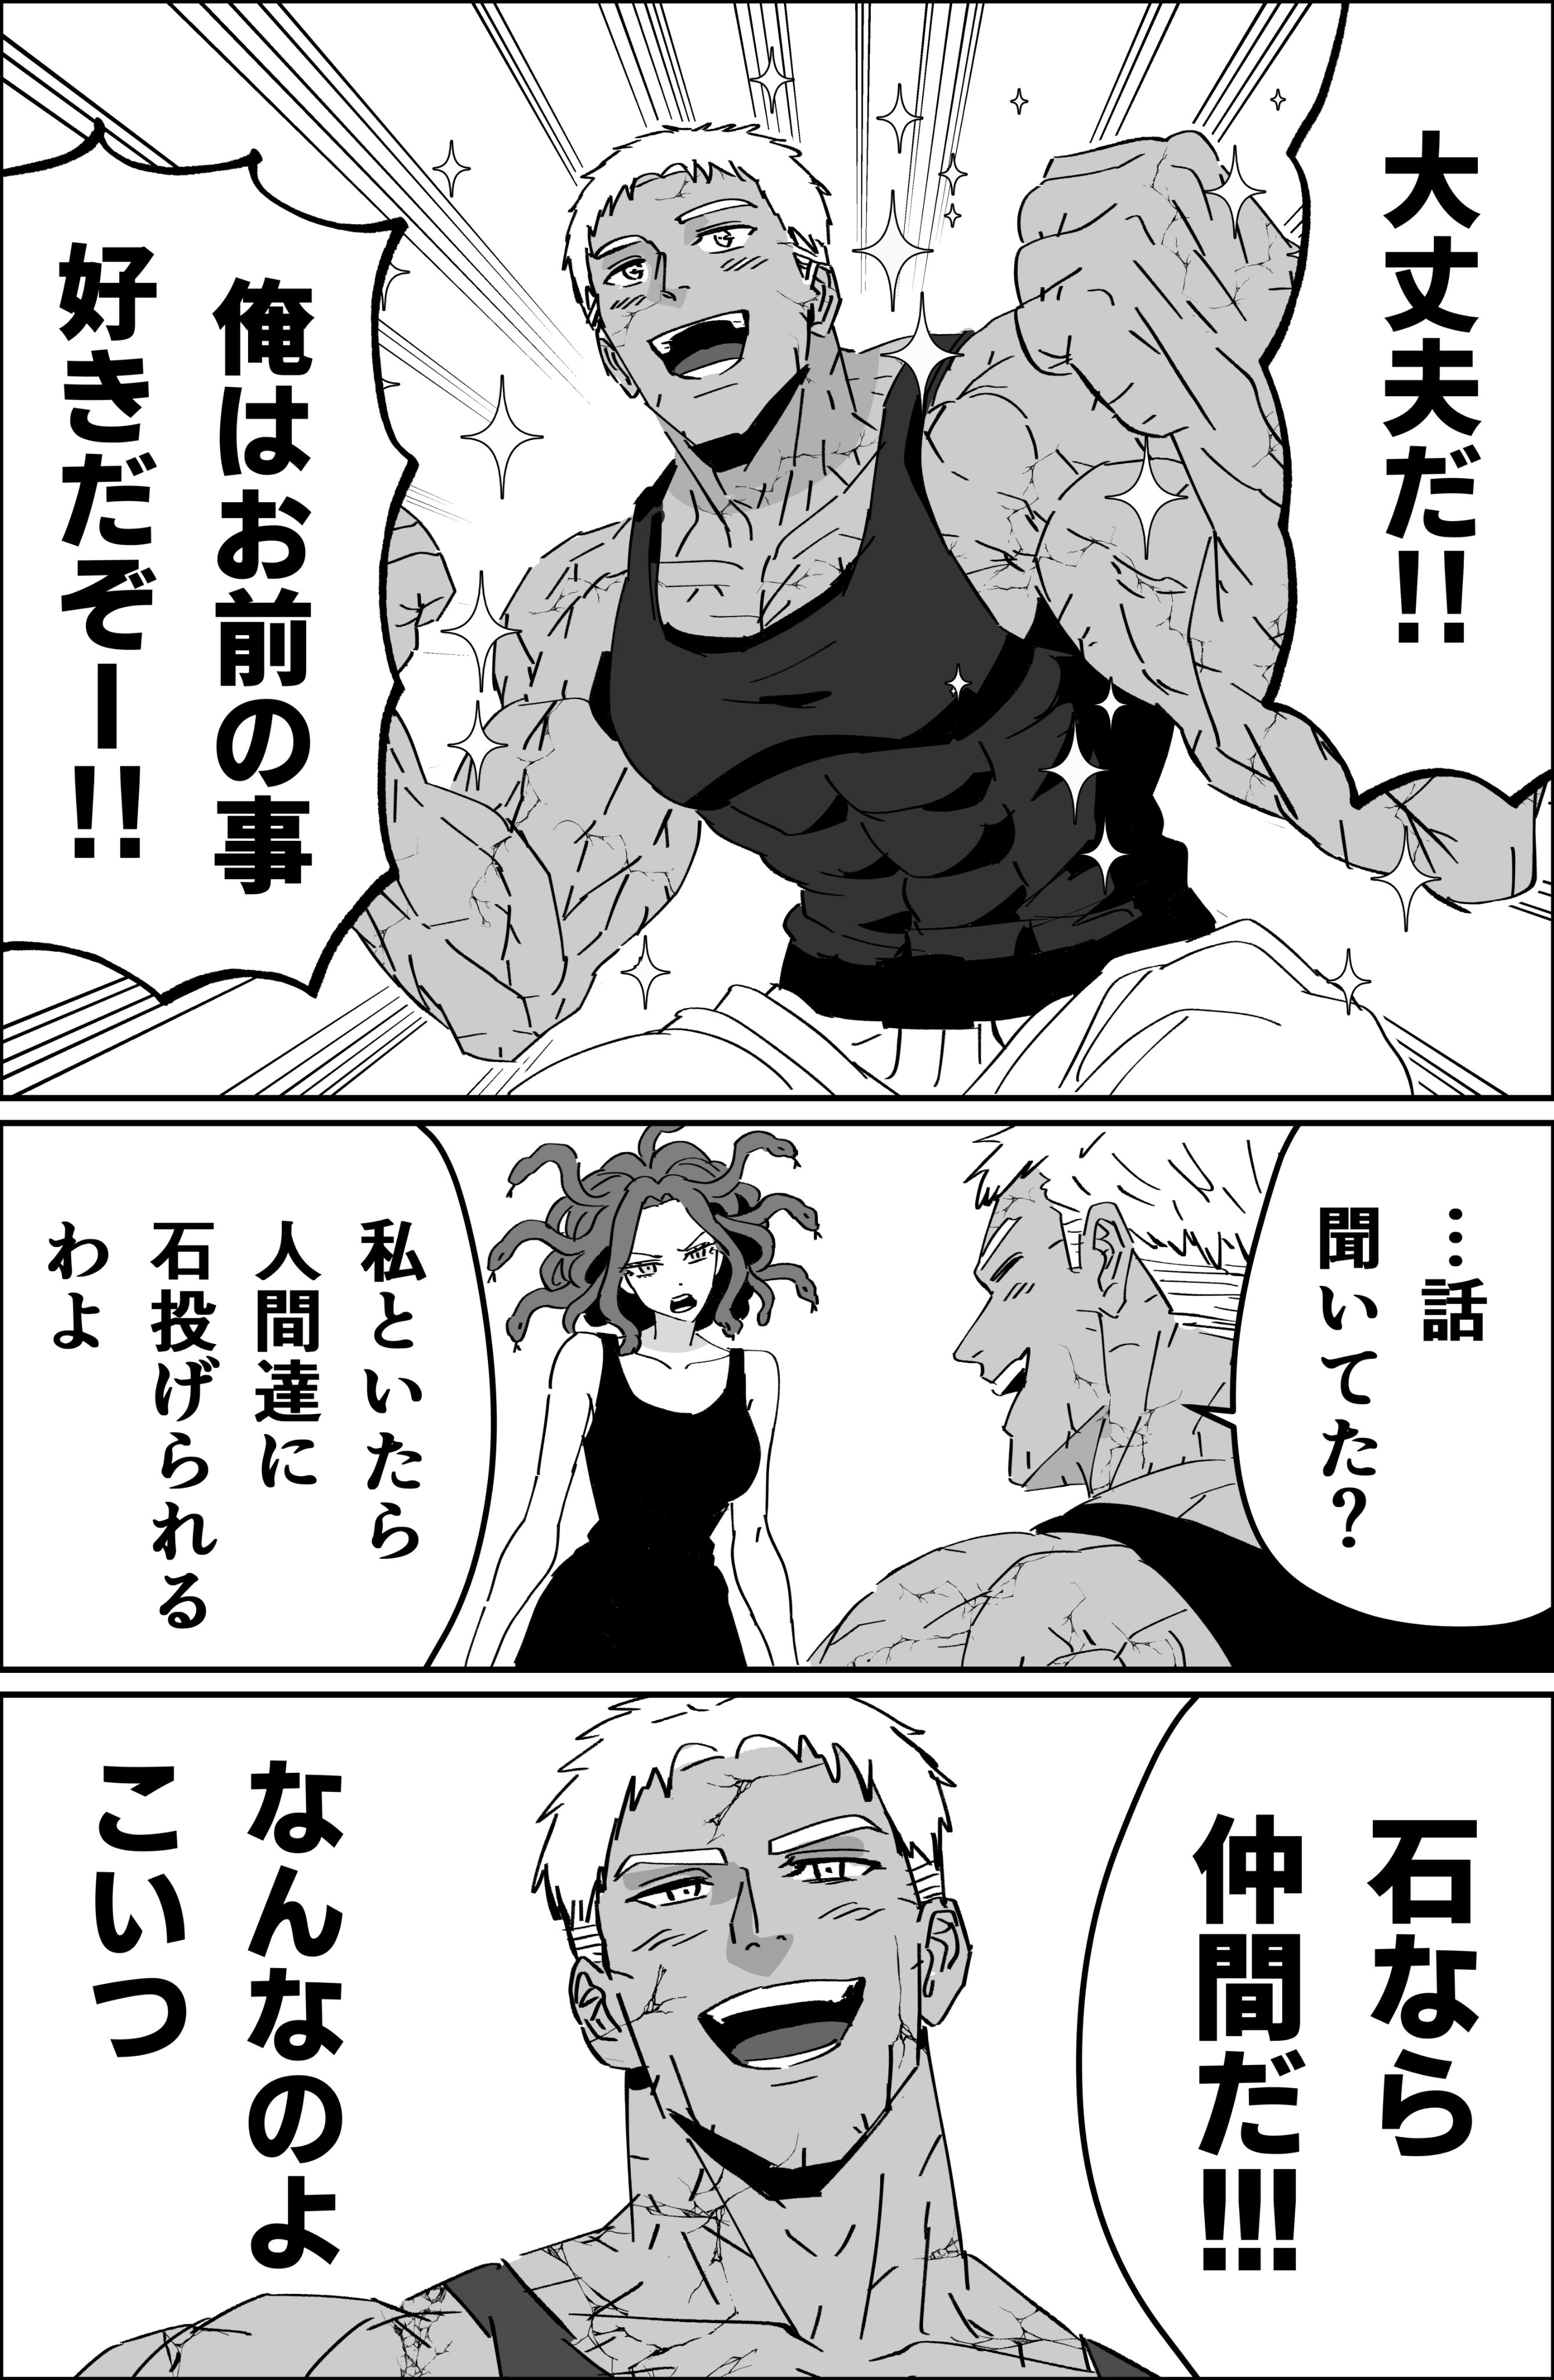 大丈夫だ!!
俺はお前の事
好きだぞー!!
…話
聞いてた?
私といたら
人間達に
石投げられる
わよ
石なら
仲間だ!!!
なんなのよ
こいつ